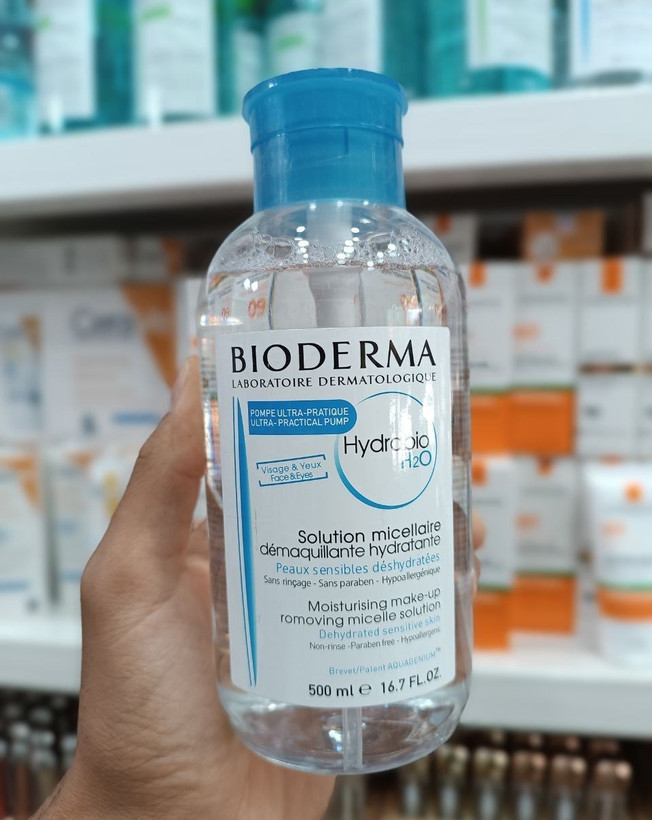 BIODERMA
LABORATOIRE DERMATOLOGIQUE
POMPE ULTRA-PRATIQUE
ULTRA-PRACTICAL PUMP
Hydrabio
H2O
Visage & Yeux
Face & Eyes
Solution micellaire
démaquillante hydratante
Peaux sensibles déshydratées
Sans rinçage - Sans paraben - Hypoallergénique
Moisturising make-up
romoving micelle solution
Dehydrated sensitive skin
Non-rinse - Paraben free - Hypoallergenic
Brevet/Patent AQUAGENIUM™
500 ml e 16.7 FL.OZ.